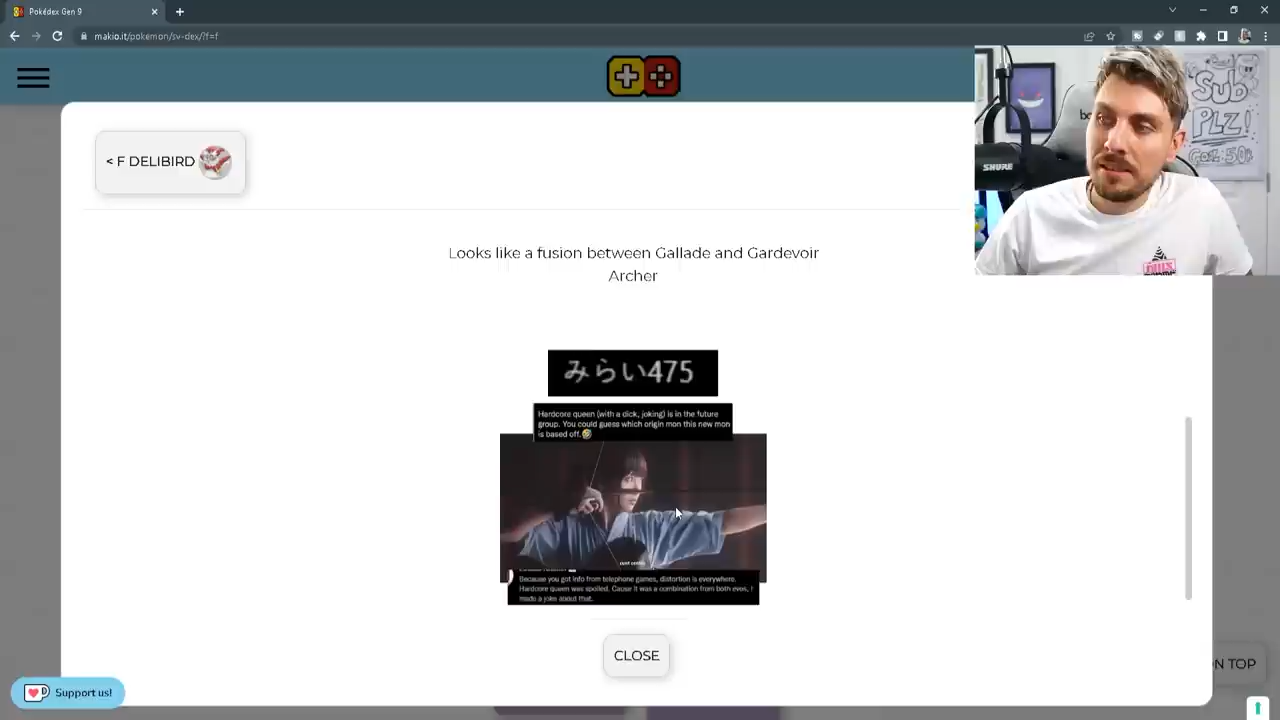 Pokédex Gen 9
makio.it/pokemon/sv-dex/?f=f
< F DELIBIRD
SHURE
Sub
PLZ!
Looks like a fusion between Gallade and Gardevoir
Archer
みらい475
Hardcore queen (with a dick, joking) is in the future
group. You could guess which origin mon this new mon
is based off.🤣
Because you got info from telephone games, distortion is everywhere.
Hardcore queen was spoiled. Cause it was a combination from both evos, I
made a joke about that.
CLOSE
N TOP
Support us!